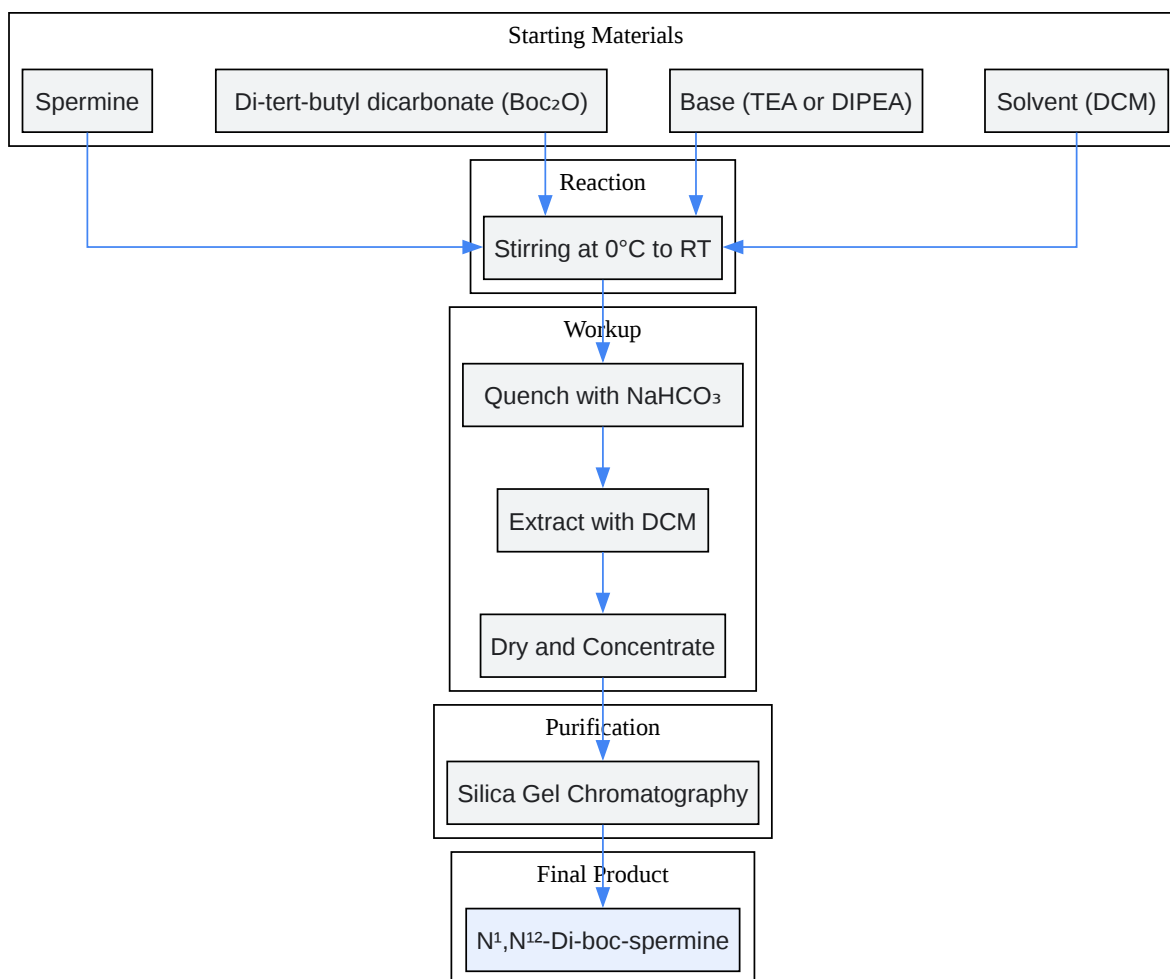 Starting Materials
Spermine
Di-tert-butyl dicarbonate (Boc₂O)
Base (TEA or DIPEA)
Solvent (DCM)
Reaction
Stirring at 0°C to RT
Workup
Quench with NaHCO₃
Extract with DCM
Dry and Concentrate
Purification
Silica Gel Chromatography
Final Product
N¹,N¹²-Di-boc-spermine